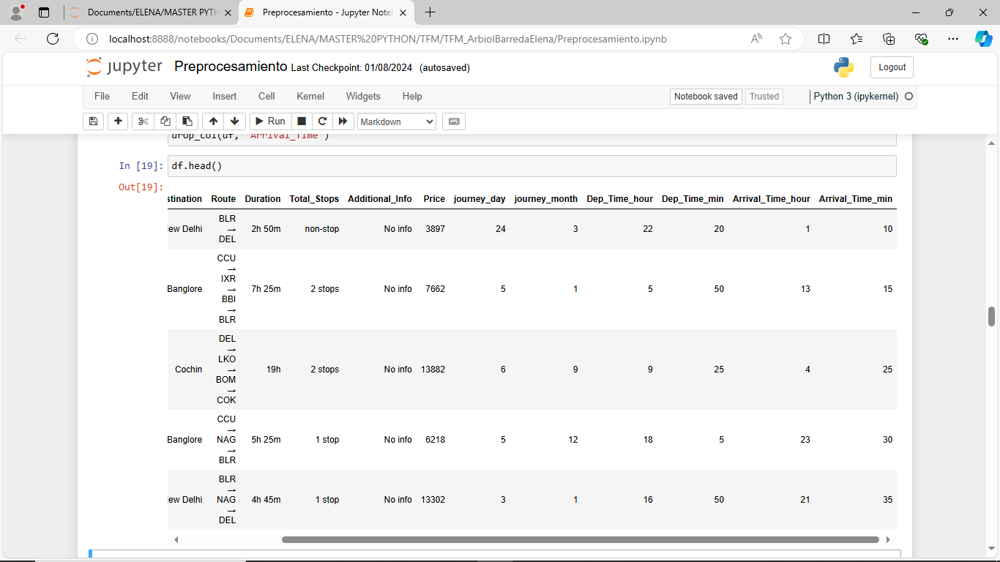 Documents/ELENA/MASTER PYTH
Preprocesamiento - Jupyter Note
localhost:8888/notebooks/Documents/ELENA/MASTER%20PYTHON/TFM/TFM_ArbiolBarredaElena/Preprocesamiento.ipynb
jupyter Preprocesamiento Last Checkpoint: 01/08/2024 (autosaved)
Logout
File Edit View Insert Cell Kernel Widgets Help
Notebook saved Trusted Python 3 (ipykernel)
Run Markdown
drop_col(df, "Arrival_Time")
In [19]: df.head()
Out[19]:
stination Route Duration Total_Stops Additional_Info Price journey_day journey_month Dep_Time_hour Dep_Time_min Arrival_Time_hour Arrival_Time_min
BLR
ew Delhi → 2h 50m non-stop No info 3897 24 3 22 20 1 10
DEL
CCU
→
IXR
Banglore → 7h 25m 2 stops No info 7662 5 1 5 50 13 15
BBI
→
BLR
DEL
→
LKO
Cochin → 19h 2 stops No info 13882 6 9 9 25 4 25
BOM
→
COK
CCU
→
Banglore NAG 5h 25m 1 stop No info 6218 5 12 18 5 23 30
→
BLR
BLR
→
ew Delhi NAG 4h 45m 1 stop No info 13302 3 1 16 50 21 35
→
DEL